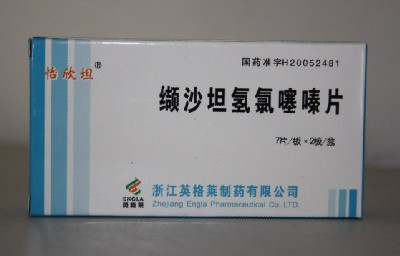 怡欣坦®
国药准字H20052481
缬沙坦氢氯噻嗪片
7片/板×2板/盒
ENGLA
英格莱
浙江英格莱制药有限公司
Zhejiang Engla Pharmaceutical Co.,LTD.